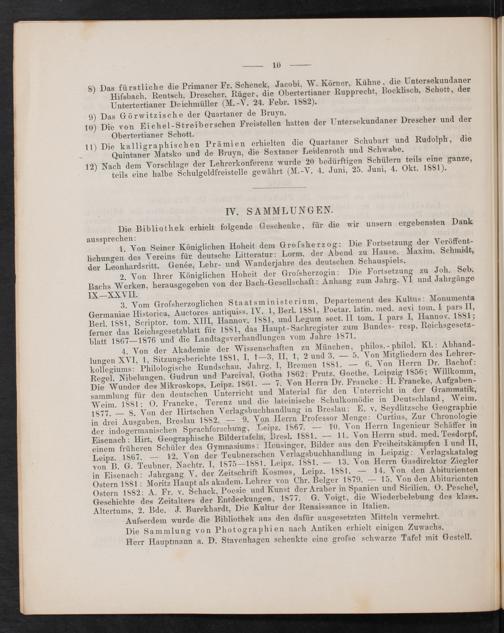 10
8) Das fürstliche die Primaner Fr. Schenck, Jacobi, W. Körner, Kühne, die Untersekundaner
Hifsbach, Rentsch, Drescher, Rüger, die Obertertianer Rupprecht, Bocklisch, Schott, der
Untertertianer Deichmüller (M.-V. 24. Febr. 1882).
9) Das Görwitzische der Quartaner de Bruyn.
10) Die von Eichel-Streiberschen Freistellen hatten der Untersekundaner Drescher und der
Obertertianer Schott.
11) Die kalligraphischen Prämien erhielten die Quartaner Schubart und Rudolph, die
Quintaner Matsko und de Bruyn, die Sextaner Leidenroth und Schwabe.
12) Nach dem Vorschlage der Lehrerkonferenz wurde 20 bedürftigen Schülern teils eine ganze,
teils eine halbe Schulgeldfreistelle gewährt (M.-V. 4. Juni, 25. Juni, 4. Okt. 1881).
IV. SAMMLUNGEN.
Die Bibliothek erhielt folgende Geschenke, für die wir unsern ergebensten Dank
aussprechen:
1. Von Seiner Königlichen Hoheit dem Grofsherzog: Die Fortsetzung der Veröffent-
lichungen des Vereins für deutsche Litteratur: Lorm, der Abend zu Hause. Maxim. Schmidt,
der Leonhardsritt. Genée, Lehr- und Wanderjahre des deutschen Schauspiels.
2. Von Ihrer Königlichen Hoheit der Grofsherzogin: Die Fortsetzung zu Joh. Seb.
Bachs Werken, herausgegeben von der Bach-Gesellschaft: Anhang zum Jahrg. VI und Jahrgänge
IX—XXVII.
3. Vom Grofsherzoglichen Staatsministerium, Departement des Kultus: Monumenta
Germaniae Historica, Auctores antiquiss. IV. 1, Berl. 1881, Poetar. latin. med. aevi tom. I pars II,
Berl. 1881, Scriptor. tom. XIII, Hannov. 1881, und Legum sect. II tom. I pars I, Hannov. 1881;
ferner das Reichsgesetzblatt für 1881, das Haupt-Sachregister zum Bundes- resp. Reichsgesetz-
blatt 1867—1876 und die Landtagsverhandlungen vom Jahre 1871.
4. Von der Akademie der Wissenschaften zu München, philos.-philol. Kl.: Abhand-
lungen XVI, 1, Sitzungsberichte 1881, I, 1—3, II, 1, 2 und 3. — 5. Von Mitgliedern des Lehrer-
kollegiums: Philologische Rundschau, Jahrg. I, Bremen 1881. — 6. Von Herrn Dr. Bachof:
Regel, Nibelungen, Gudrun und Parcival, Gotha 1862; Prutz, Goethe, Leipzig 1856; Willkomm,
Die Wunder des Mikroskops, Leipz. 1861. — 7. Von Herrn Dr. Francke: H. Francke, Aufgaben-
sammlung für den deutschen Unterricht und Material für den Unterricht in der Grammatik,
Weim. 1881; O. Francke, Terenz und die lateinische Schulkomödie in Deutschland, Weim.
1877. — 8. Von der Hirtschen Verlagsbuchhandlung in Breslau: E. v. Seydlitzsche Geographie
in drei Ausgaben, Breslau 1882. — 9. Von Herrn Professor Menge: Curtius, Zur Chronologie
der indogermanischen Sprachforschung, Leipz. 1867. — 10. Von Herrn Ingenieur Schäffer in
Eisenach: Hirt, Geographische Bildertafeln, Bresl. 1881. — 11. Von Herrn stud. med. Teedorpf,
einem früheren Schüler des Gymnasiums: Heusinger, Bilder aus den Freiheitskämpfen I und II,
Leipz. 1867. — 12. Von der Teubnerschen Verlagsbuchhandlung in Leipzig: Verlagskatalog
von B. G. Teubner, Nachtr. I, 1875—1881, Leipz. 1881. — 13. Von Herrn Gasdirektor Ziegler
in Eisenach: Jahrgang V. der Zeitschrift Kosmos, Leipz. 1881. — 14. Von den Abiturienten
Ostern 1881: Moritz Haupt als akadem. Lehrer von Chr. Belger 1879. — 15. Von den Abiturienten
Ostern 1882: A. Fr. v. Schack, Poesie und Kunst der Araber in Spanien und Sicilien. O. Peschel,
Geschichte des Zeitalters der Entdeckungen, 1877. G. Voigt, die Wiederbelebung des klass.
Altertums, 2. Bde. J. Burckhardt, Die Kultur der Renaissance in Italien.
Aufserdem wurde die Bibliothek aus den dafür ausgesetzten Mitteln vermehrt.
Die Sammlung von Photographien nach Antiken erhielt einigen Zuwachs.
Herr Hauptmann a. D. Stavenhagen schenkte eine grofse schwarze Tafel mit Gestell.